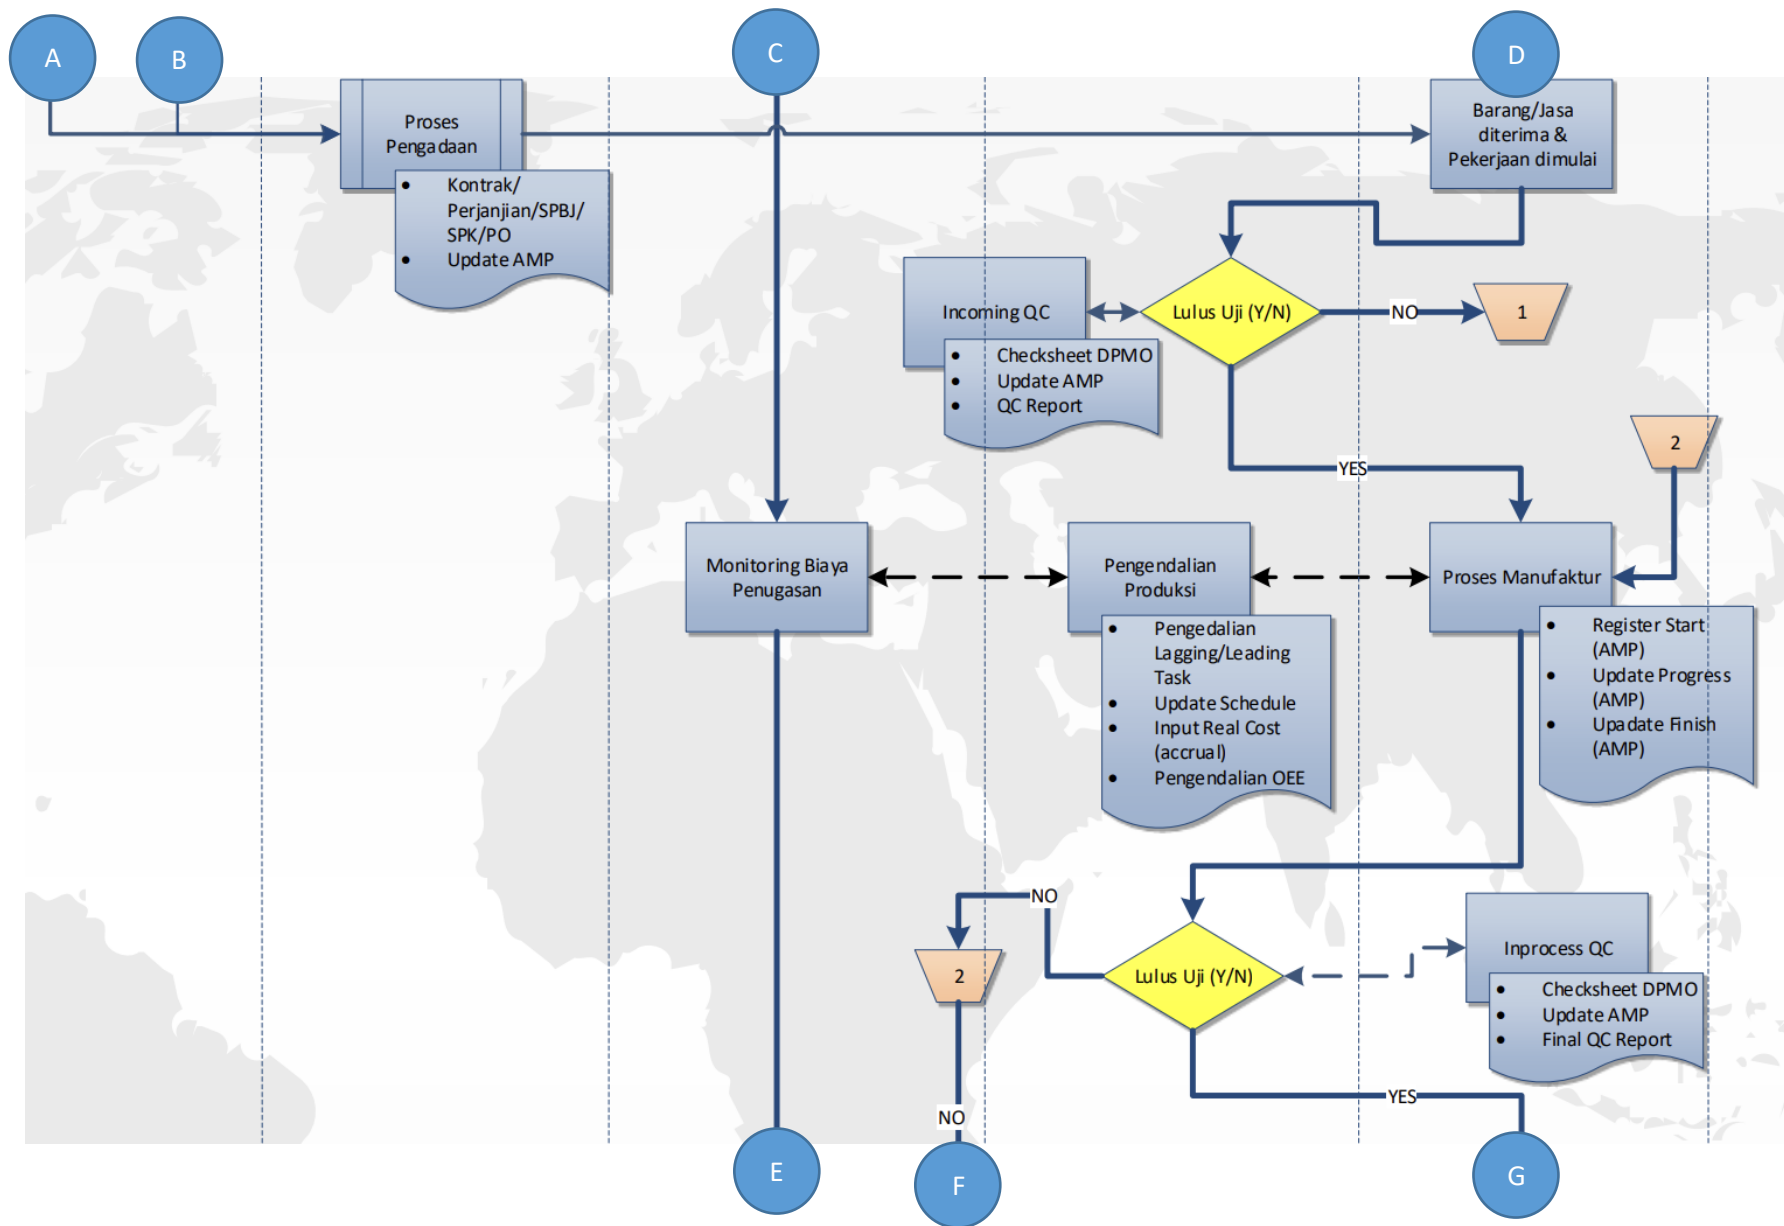 A
B
C
D
Proses
Pengadaan
• Kontrak/
Perjanjian/SPBJ/
SPK/PO
• Update AMP
Barang/Jasa
diterima &
Pekerjaan dimulai
Incoming QC
• Checksheet DPMO
• Update AMP
• QC Report
Lulus Uji (Y/N)
NO
1
YES
2
Monitoring Biaya
Penugasan
Pengendalian
Produksi
• Pengedalian
Lagging/Leading
Task
• Update Schedule
• Input Real Cost
(accrual)
• Pengendalian OEE
Proses Manufaktur
• Register Start
(AMP)
• Update Progress
(AMP)
• Upadate Finish
(AMP)
NO
2
Lulus Uji (Y/N)
Inprocess QC
• Checksheet DPMO
• Update AMP
• Final QC Report
YES
NO
E
F
G